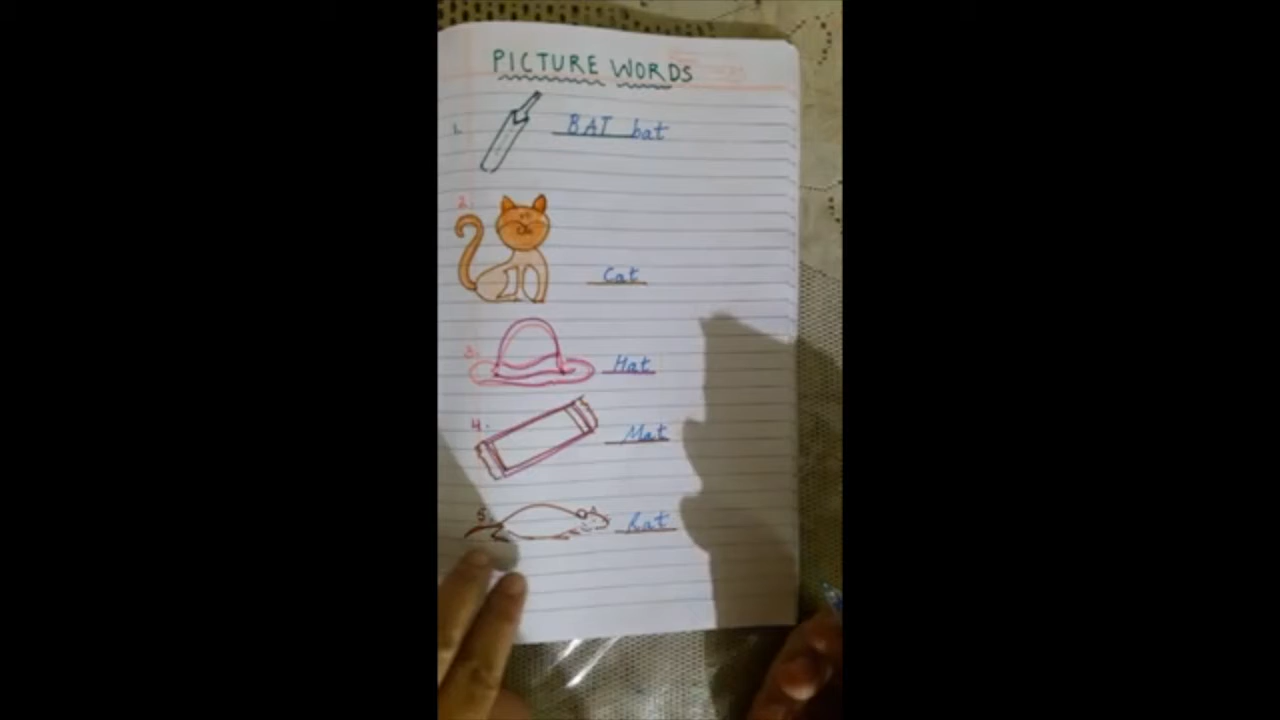 PICTURE WORDS
1. BAT bat
2. Cat
3. Hat
4. Mat
5. Rat